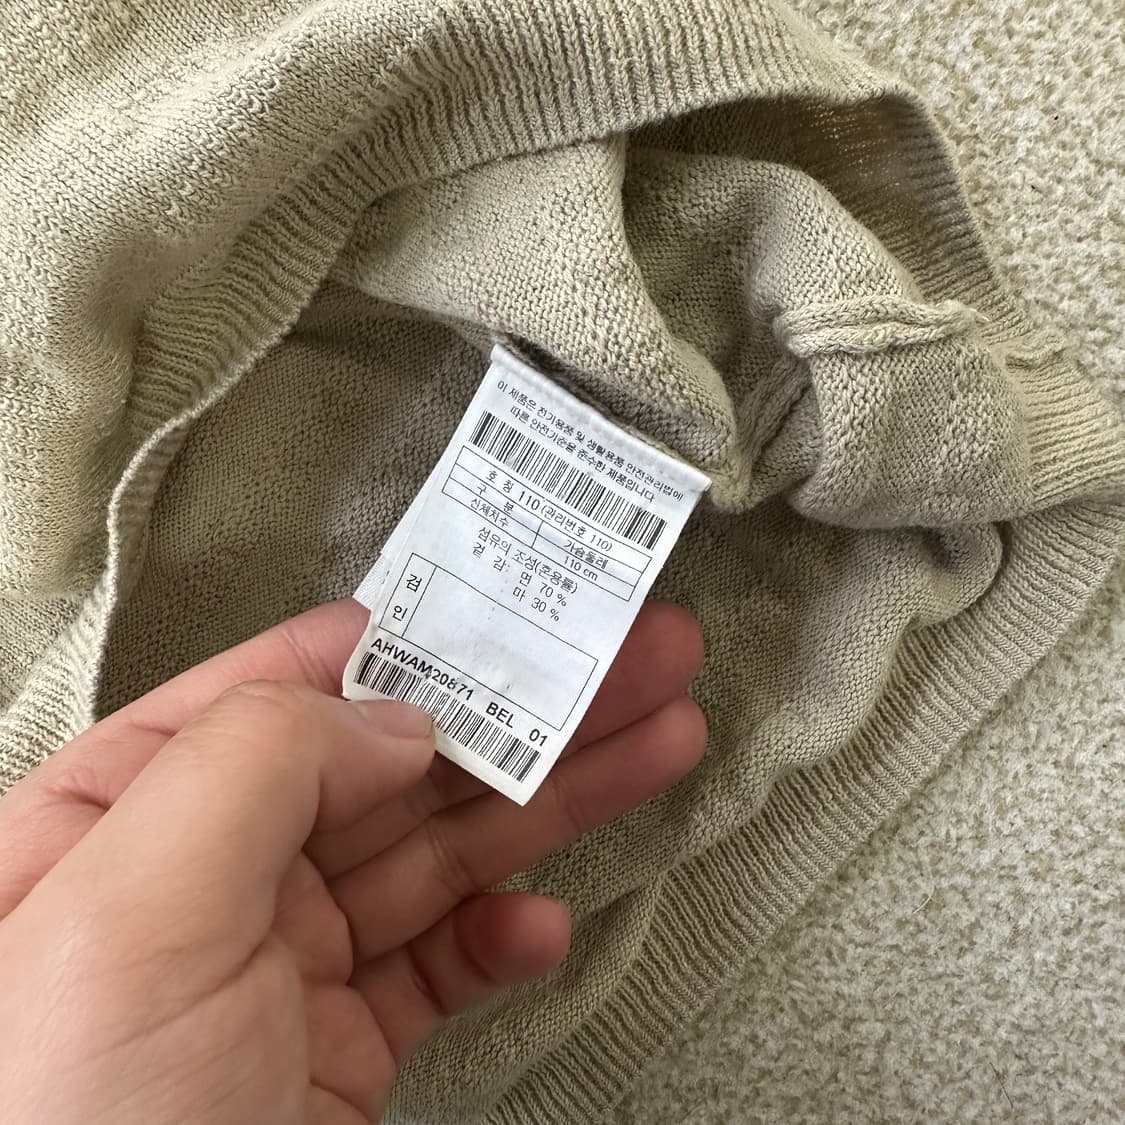 이 제품은 전기용품 및 생활용품 안전관리법에
따른 안전기준을 준수한 제품입니다
호 칭 110 (관리번호 110)
구 분 가슴둘레
신체치수 110 cm
섬유의 조성(혼용률)
겉 감: 면 70 %
마 30 %
검
인
AHWAM20871 BEL 01